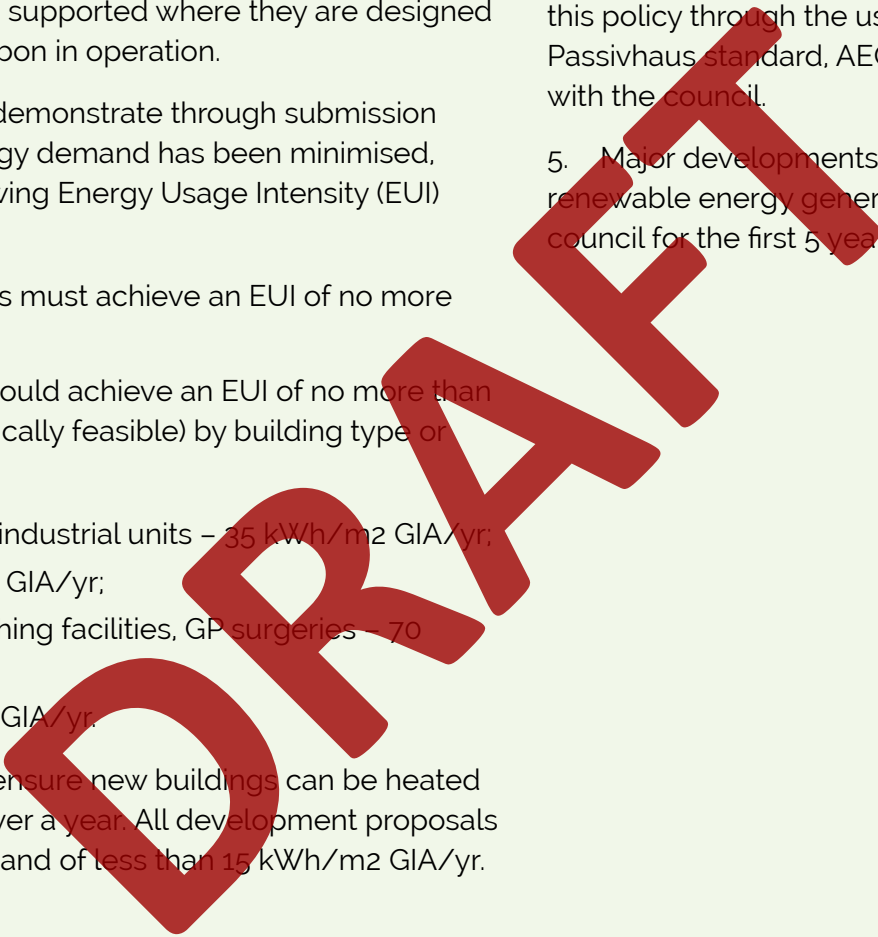 supported where they are designed
bon in operation.
demonstrate through submission
gy demand has been minimised,
ving Energy Usage Intensity (EUI)
s must achieve an EUI of no more
ould achieve an EUI of no more than
ically feasible) by building type or
industrial units – 35 kWh/m2 GIA/yr;
GIA/yr;
ning facilities, GP surgeries – 70
GIA/yr.
ensure new buildings can be heated
ver a year. All development proposals
and of less than 15 kWh/m2 GIA/yr.
this policy through the us
Passivhaus standard, AEC
with the council.
5. Major developments
renewable energy gener
council for the first 5 yea
DRAFT